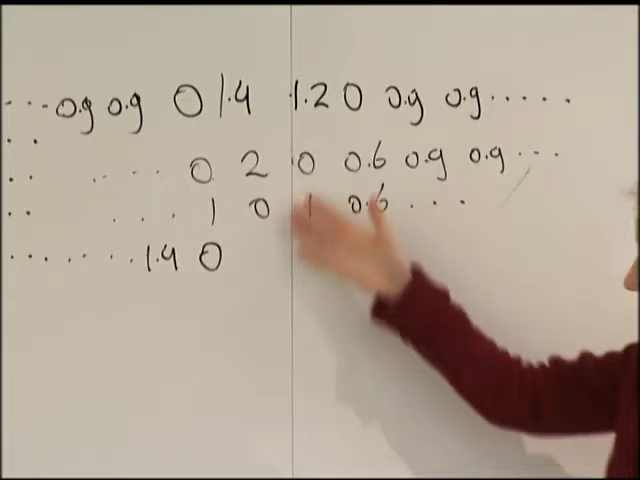 ...0.9 0.9 0 1.4 1.2 0 0.9 0.9.....
.. .... 0 2 0 0.6 0.9 0.9...
.. ... 1 0 1 0.6 ...
.......1.4 0